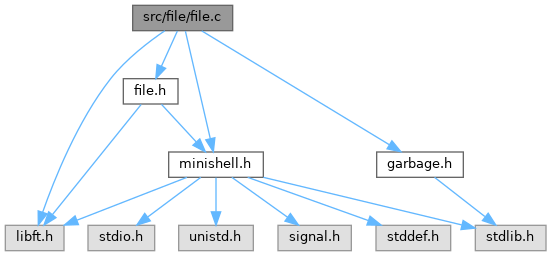 src/file/file.c
file.h
minishell.h
garbage.h
libft.h
stdio.h
unistd.h
signal.h
stddef.h
stdlib.h